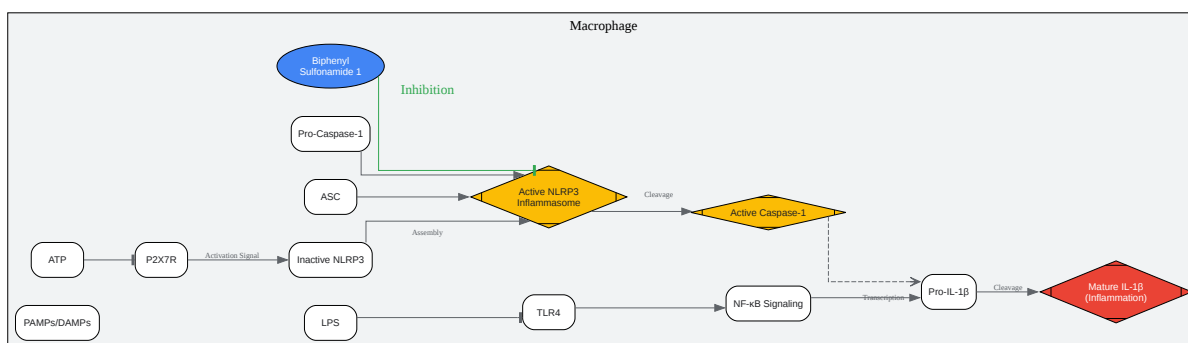 Macrophage
Biphenyl
Sulfonamide 1
Inhibition
Pro-Caspase-1
ASC
Active NLRP3
Inflammasome
Cleavage
Active Caspase-1
Assembly
ATP
P2X7R
Activation Signal
Inactive NLRP3
PAMPs/DAMPs
LPS
TLR4
NF-κB Signaling
Transcription
Pro-IL-1β
Cleavage
Mature IL-1β
(Inflammation)